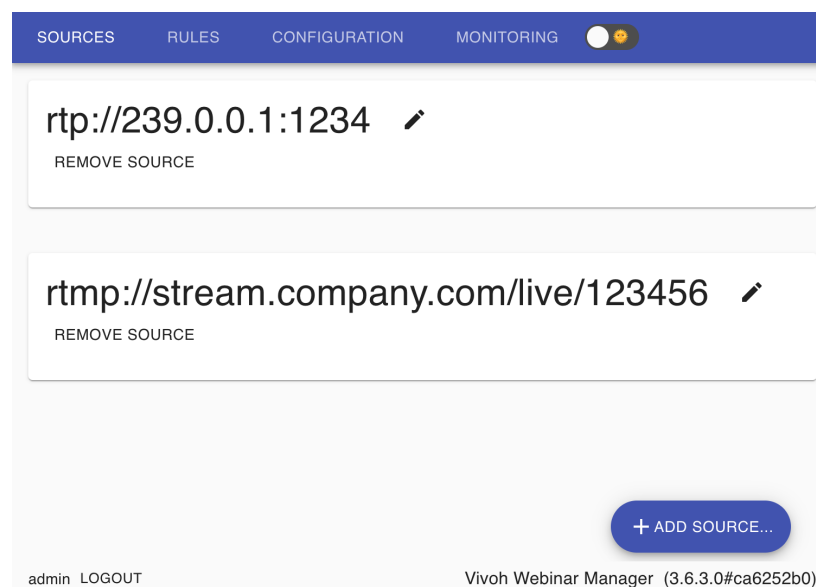 SOURCES RULES CONFIGURATION MONITORING
rtp://239.0.0.1:1234
REMOVE SOURCE
rtmp://stream.company.com/live/123456
REMOVE SOURCE
+ ADD SOURCE...
admin LOGOUT Vivoh Webinar Manager (3.6.3.0#ca6252b0)